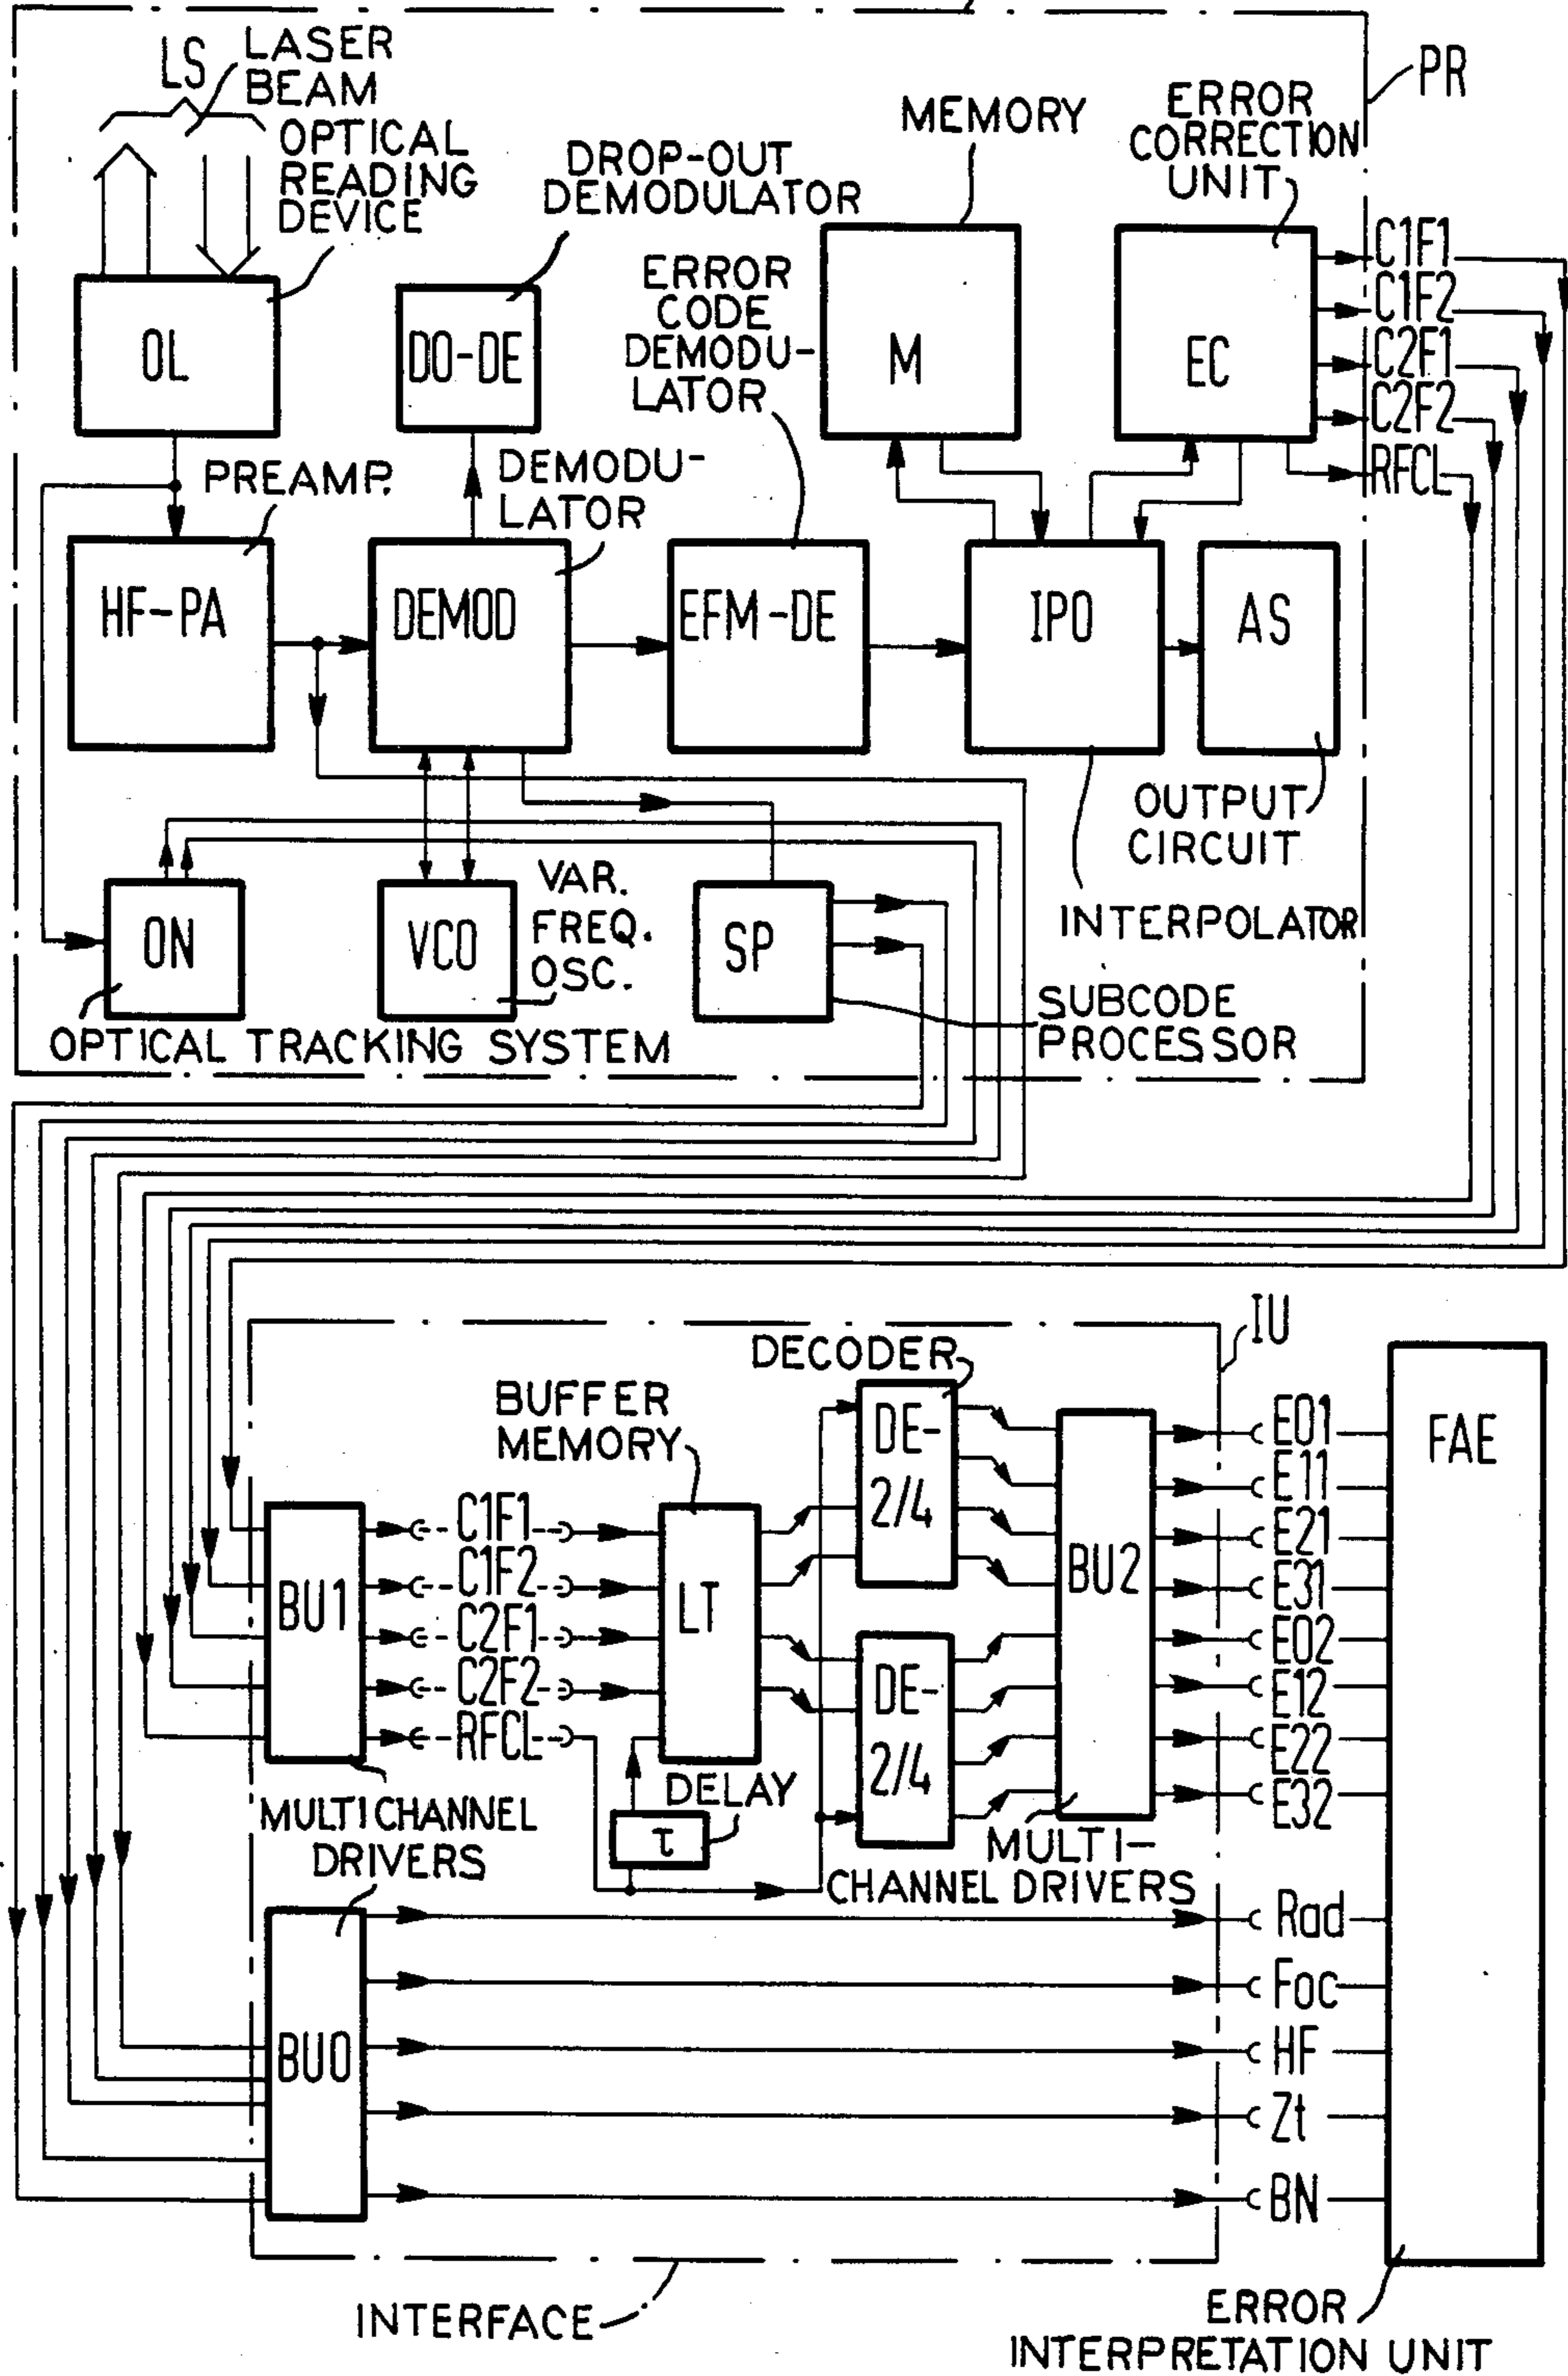 LS
LASER
BEAM
OPTICAL
READING
DEVICE
DROP-OUT
DEMODULATOR
MEMORY
ERROR
CORRECTION
UNIT
PR
C1F1
C1F2
C2F1
C2F2
RFCL
OL
DO-DE
ERROR
CODE
DEMODU-
LATOR
M
EC
PREAMP.
DEMODU-
LATOR
HF-PA
DEMOD
EFM-DE
IPO
AS
OUTPUT
CIRCUIT
INTERPOLATOR
ON
VCO
VAR.
FREQ.
OSC.
SP
SUBCODE
PROCESSOR
OPTICAL TRACKING SYSTEM
IU
DECODER
BUFFER
MEMORY
DE-
2/4
BU2
E01
E11
E21
E31
E02
E12
E22
E32
FAE
BU1
C1F1
C1F2
C2F1
C2F2
RFCL
LT
DE-
2/4
DELAY
τ
MULTICHANNEL
DRIVERS
MULTI-
CHANNEL DRIVERS
BU0
Rad
Foc
HF
Zt
BN
INTERFACE
ERROR
INTERPRETATION UNIT